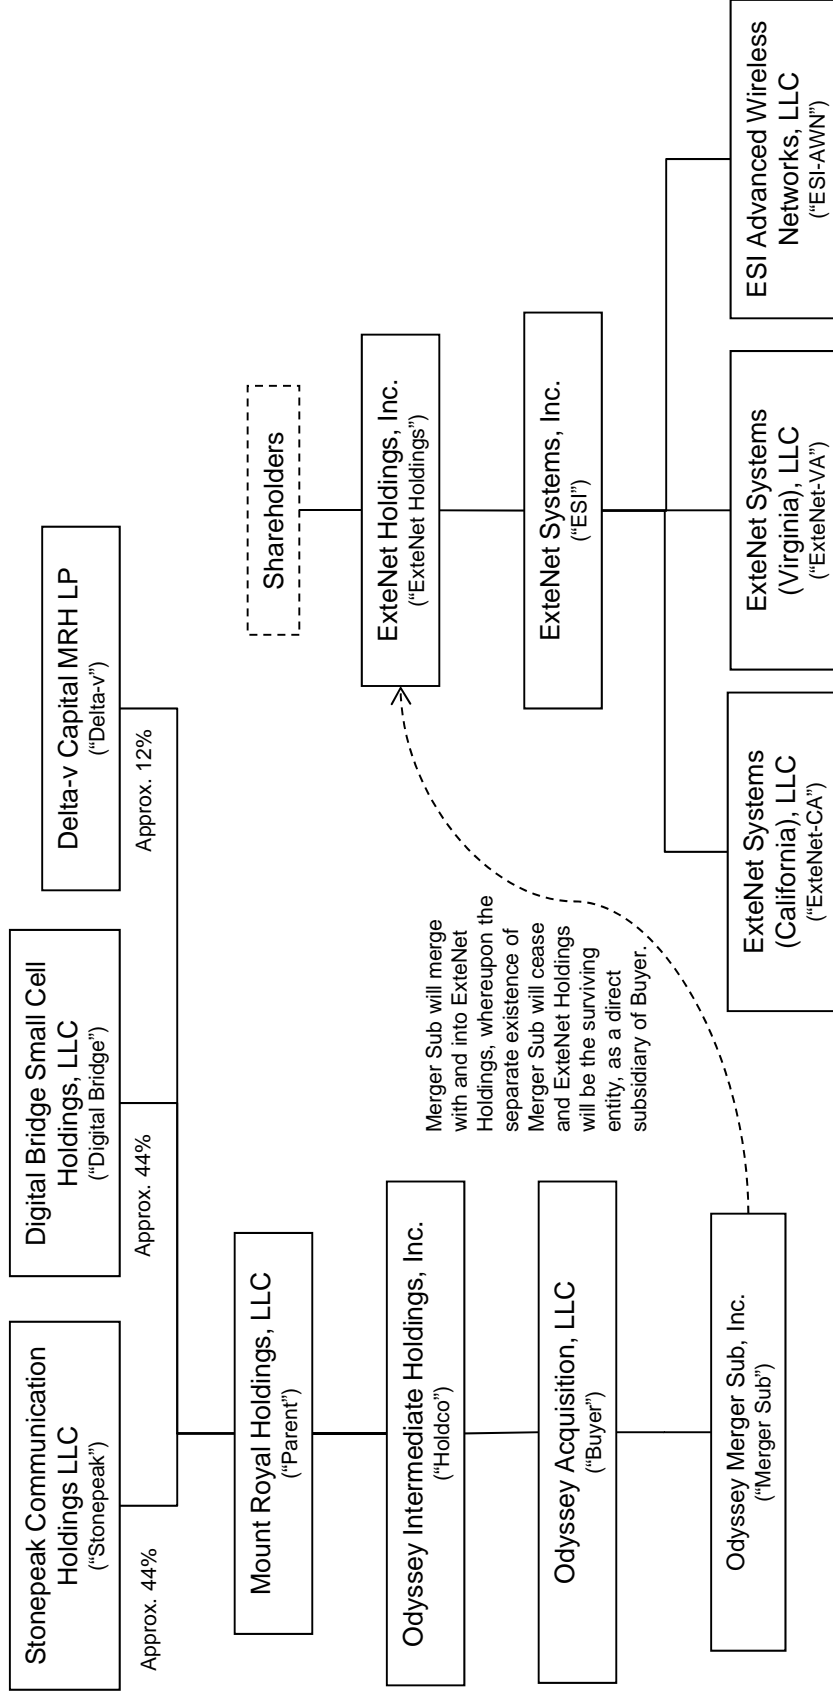 Stonepeak Communication
Holdings LLC
(“Stonepeak”)
Digital Bridge Small Cell
Holdings, LLC
(“Digital Bridge”)
Delta-v Capital MRH LP
(“Delta-v”)
Approx. 44%
Approx. 44%
Approx. 12%
Mount Royal Holdings, LLC
(“Parent”)
Odyssey Intermediate Holdings, Inc.
(“Holdco”)
Odyssey Acquisition, LLC
(“Buyer”)
Odyssey Merger Sub, Inc.
(“Merger Sub”)
Merger Sub will merge
with and into ExteNet
Holdings, whereupon the
separate existence of
Merger Sub will cease
and ExteNet Holdings
will be the surviving
entity, as a direct
subsidiary of Buyer.
Shareholders
ExteNet Holdings, Inc.
(“ExteNet Holdings”)
ExteNet Systems, Inc.
(“ESI”)
ExteNet Systems
(California), LLC
(“ExteNet-CA”)
ExteNet Systems
(Virginia), LLC
(“ExteNet-VA”)
ESI Advanced Wireless
Networks, LLC
(“ESI-AWN”)